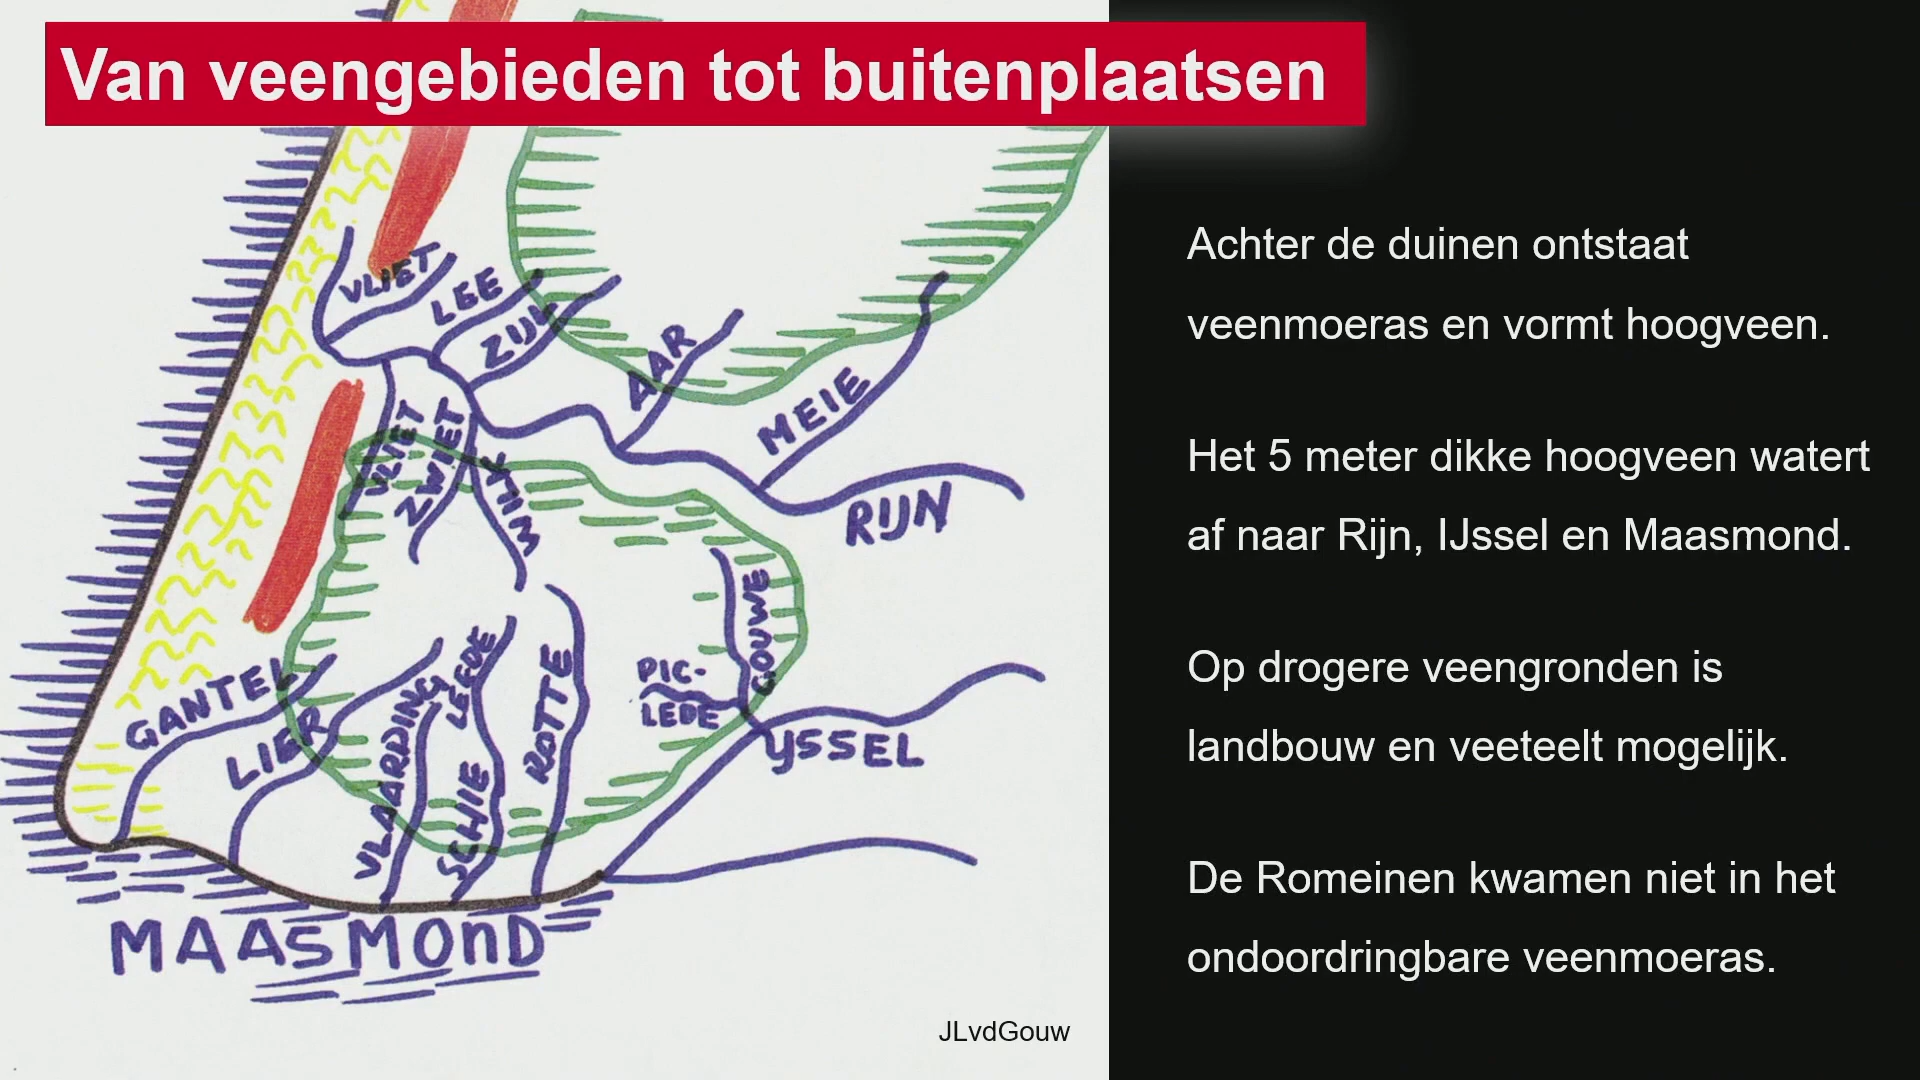 Van veengebieden tot buitenplaatsen
Achter de duinen ontstaat
veenmoeras en vormt hoogveen.
Het 5 meter dikke hoogveen watert
af naar Rijn, IJssel en Maasmond.
Op drogere veengronden is
landbouw en veeteelt mogelijk.
De Romeinen kwamen niet in het
ondoordringbare veenmoeras.
VLIET
LEE
ZIJL
AAR
MEIE
RIJN
VLIET
ZWET
GOUWE
PIC-
LEDE
YSSEL
GANTEL
LIER
VLAARDING
LEEDE
SCHIE
ROTTE
MAASMOND
JLvdGouw